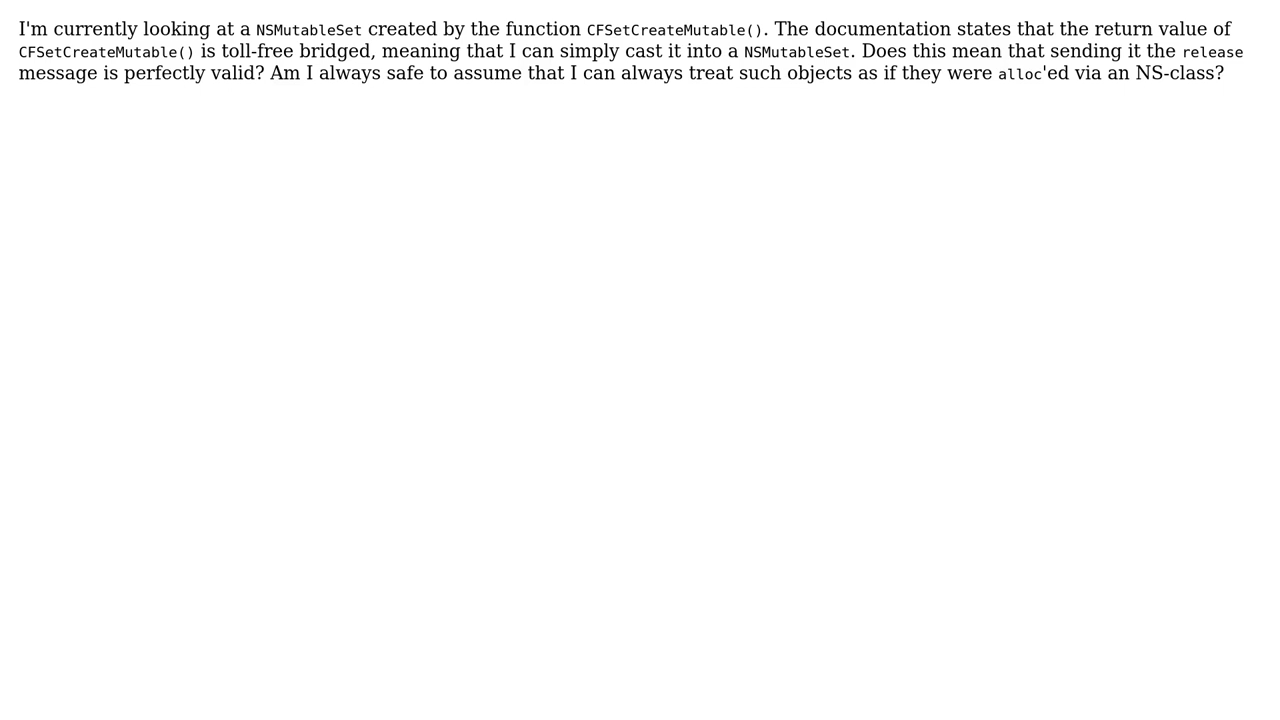 I'm currently looking at a NSMutableSet created by the function CFSetCreateMutable(). The documentation states that the return value of
CFSetCreateMutable() is toll-free bridged, meaning that I can simply cast it into a NSMutableSet. Does this mean that sending it the release
message is perfectly valid? Am I always safe to assume that I can always treat such objects as if they were alloc'ed via an NS-class?